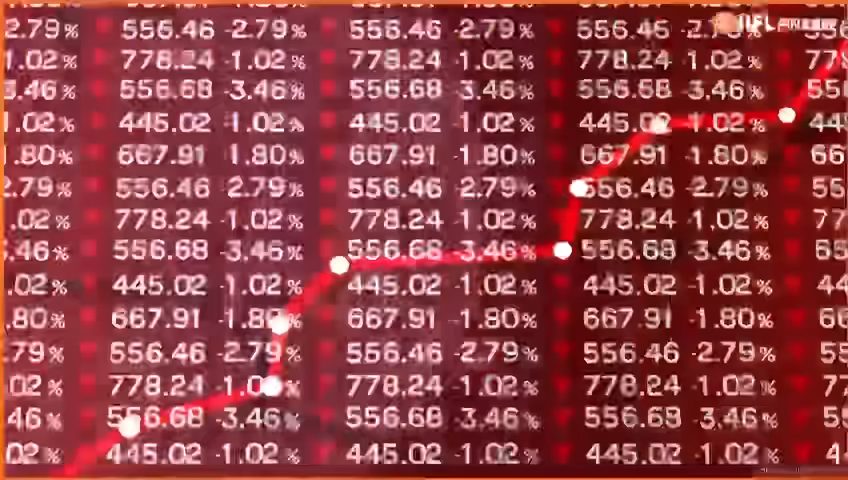 2.79% 556.46 -2.79% 556.46 -2.79% 556.46
1.02% 778.24 -1.02% 778.24 -1.02% 778.24 -1.02%
3.46% 556.68 -3.46% 556.68 -3.46% 556.68 -3.46%
1.02% 445.02 -1.02% 445.02 -1.02% 445.02 -1.02%
1.80% 667.91 1.80% 667.91 -1.80% 667.91 -1.80%
2.79% 556.46 -2.79% 556.46 -2.79% 556.46 -2.79%
.02% 778.24 -1.02% 778.24 -1.02% 778.24 -1.02%
.46% 556.68 -3.46% 556.68 -3.46% 556.68 -3.46%
.02% 445.02 -1.02% 445.02 -1.02% 445.02 -1.02%
.80% 667.91 -1.80% 667.91 -1.80% 667.91 -1.80%
.79% 556.46 -2.79% 556.46 -2.79% 556.46 -2.79%
02% 778.24 -1.02% 778.24 -1.02% 778.24 -1.02%
46% 556.68 -3.46% 556.68 -3.46% 556.68 -3.46%
02% 445.02 -1.02% 445.02 -1.02% 445.02 -1.02%